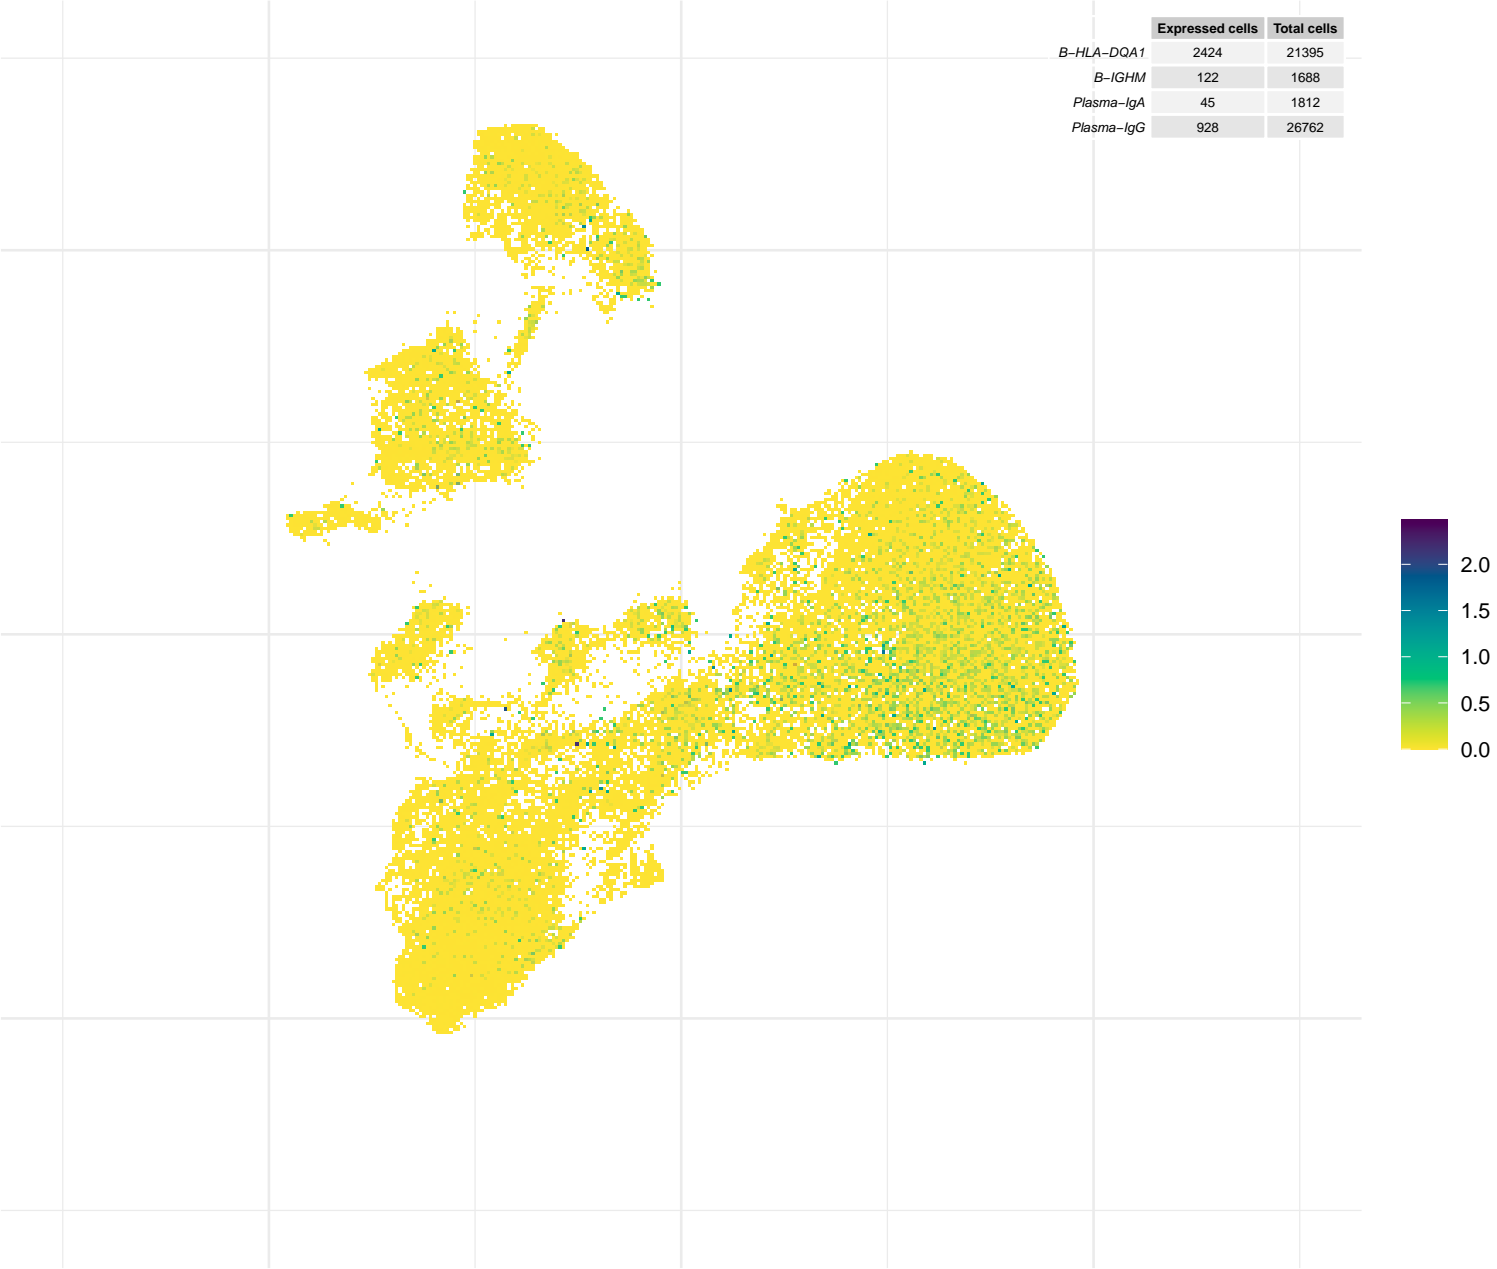 Expressed cells Total cells
B−HLA−DQA1 2424 21395
B−IGHM 122 1688
Plasma−IgA 45 1812
Plasma−IgG 928 26762
2.0
1.5
1.0
0.5
0.0